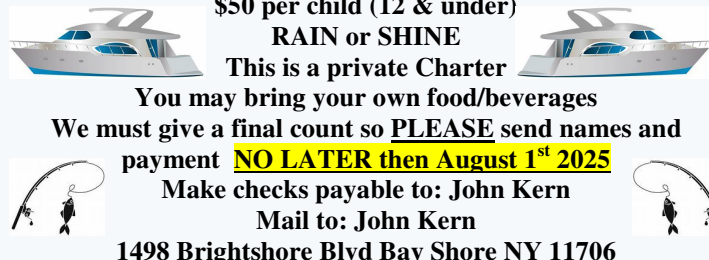 $50 per child (12 & under)
RAIN or SHINE
This is a private Charter
You may bring your own food/beverages
We must give a final count so PLEASE send names and
payment NO LATER then August 1st 2025
Make checks payable to: John Kern
Mail to: John Kern
1498 Brightshore Blvd Bay Shore NY 11706